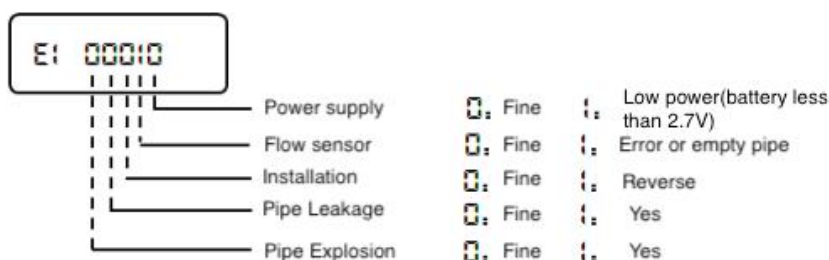 E1 00010
Power supply 0: Fine 1: Low power(battery less than 2.7V)
Flow sensor 0: Fine 1: Error or empty pipe
Installation 0: Fine 1: Reverse
Pipe Leakage 0: Fine 1: Yes
Pipe Explosion 0: Fine 1: Yes